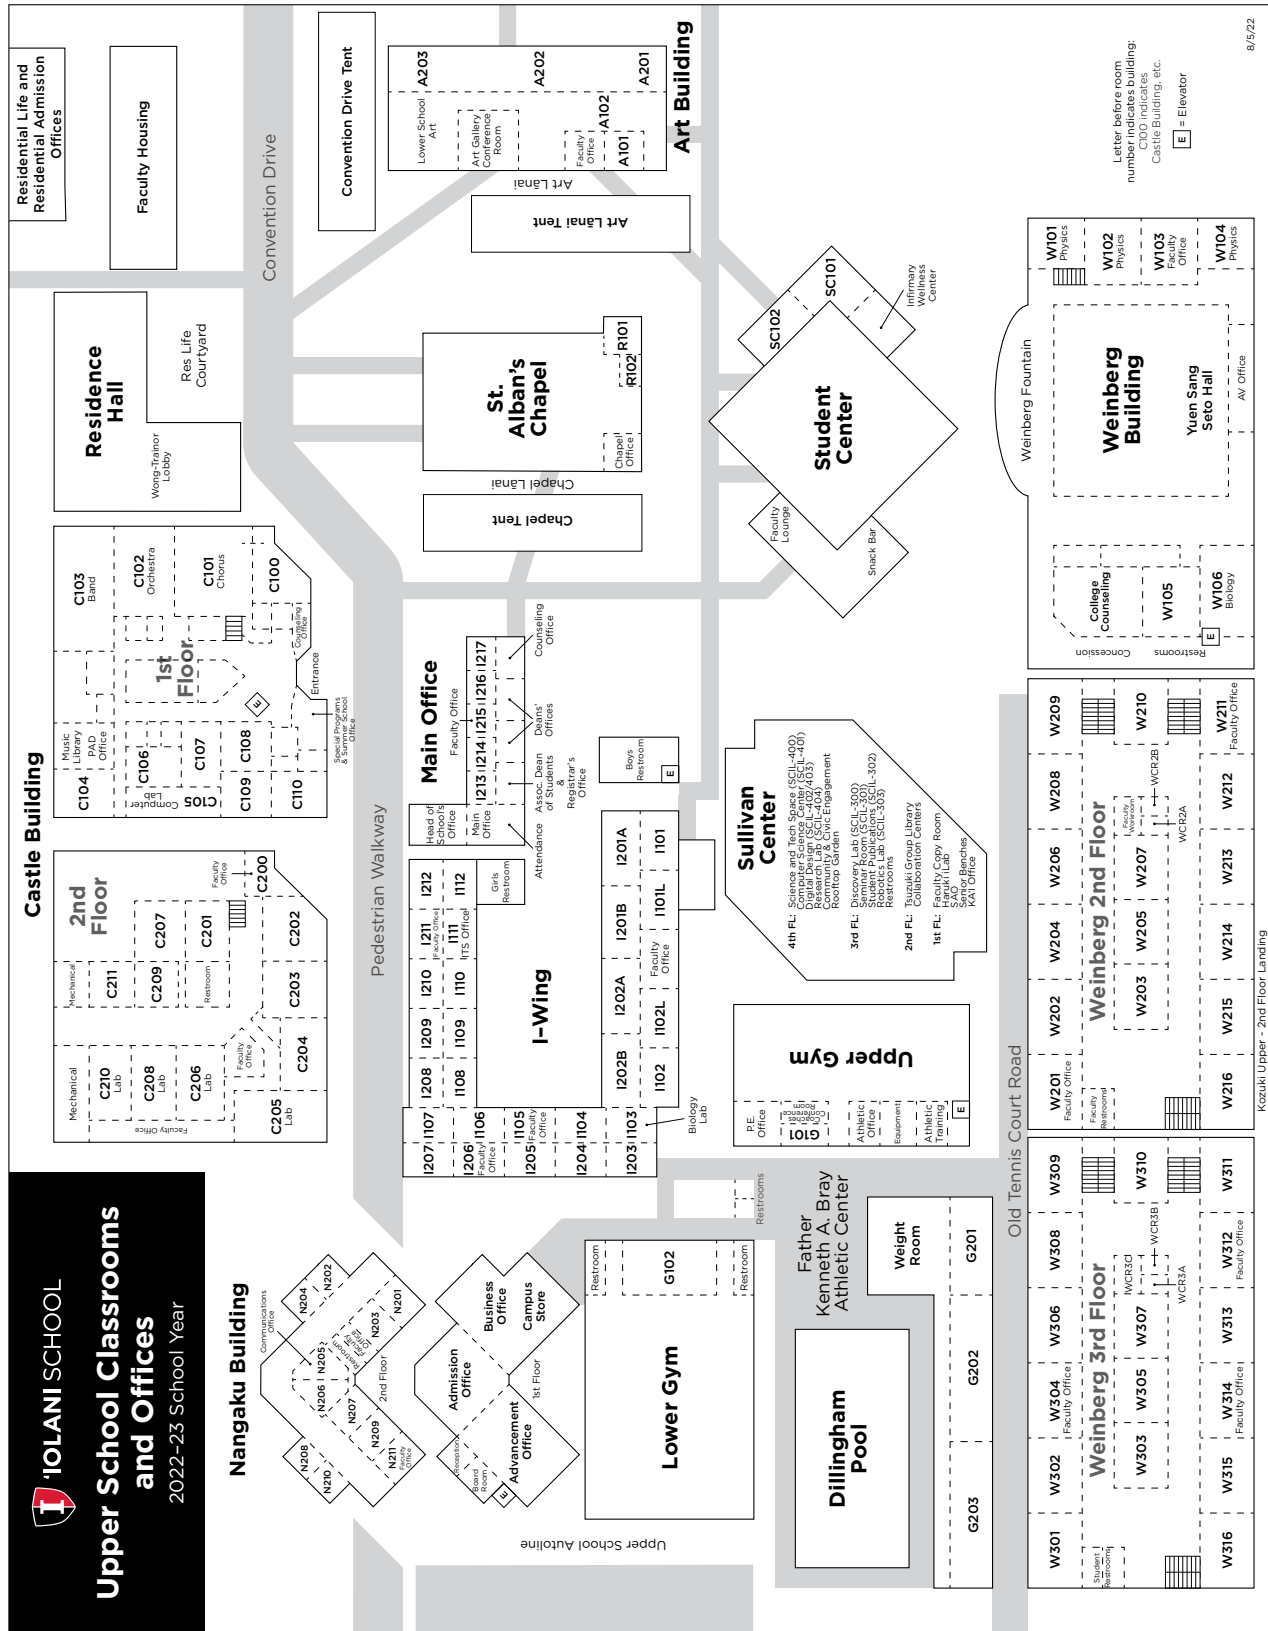 'IOLANI SCHOOL
Upper School Classrooms
and Offices
2022–23 School Year
Castle Building
2nd
Floor
Mechanical
C210
Lab
C208
Lab
C206
Lab
Faculty Office
C205
Lab
Faculty
Office
C204
C203
C202
Mechanical
C211
C209
Restroom
C207
C201
Faculty
Office
C200
1st
Floor
C104
Music
Library
PAD
Office
C103
Band
C102
Orchestra
C101
Chorus
C100
Counseling
Office
C106
C107
C108
C105
Computer
Lab
C109
C110
E
Entrance
Special Programs
& Summer School
Office
Residence
Hall
Wong-Trainor
Lobby
Res Life
Courtyard
Faculty Housing
Residential Life and
Residential Admission
Offices
Convention Drive
Pedestrian Walkway
Convention Drive Tent
Nangaku Building
Communications
Office
N204
N202
N201
N203
Faculty
Office
Restroom
N205
N206
N207
N209
N211
Faculty
Office
N208
N210
2nd Floor
Business
Office
Campus
Store
Admission
Office
Advancement
Office
Reception
Board
Room
E
1st Floor
I–Wing
I207
I107
I206
Faculty
Office
I106
I205
I105
Faculty
Office
I204
I104
I203
I103
Biology
Lab
I208
I108
I209
I109
I210
I110
I211
Faculty Office
I111
ITS Office
I212
I112
Girls
Restroom
I202B
I102
I202A
I102L
Faculty
Office
I201B
I101L
I201A
I101
Boys
Restroom
E
Main Office
Head of
School's
Office
Main
Office
Attendance
Faculty Office
I213
I214
I215
I216
I217
Assoc. Dean
of Students
&
Registrar's
Office
Deans'
Offices
Counseling
Office
Chapel Tent
Chapel Lānai
St.
Alban's
Chapel
Chapel
Office
R102
R101
Art Lānai Tent
Art Lānai
Art Building
Lower School
Art
Art Gallery
Conference
Room
Faculty
Office
A101
A102
A203
A202
A201
Lower Gym
Restroom
G102
Restroom
Restrooms
Upper School Autoline
Father
Kenneth A. Bray
Athletic Center
Dillingham
Pool
Weight
Room
G201
G202
G203
Upper
Gym
P.E.
Office
G101
Athletic
Office
Equipment
Athletic
Training
E
Sullivan
Center
4th FL: Science and Tech Space (SCIL-400)
Computer Science Center (SCIL-401)
Digital Design (SCIL-402/403)
Research Lab (SCIL-404)
Community & Civic Engagement
Rooftop Garden
3rd FL: Discovery Lab (SCIL-300)
Seminar Room (SCIL-301)
Student Publications (SCIL-302)
Robotics Lab (SCIL-303)
Restrooms
2nd FL: Tsuzuki Group Library
Collaboration Centers
1st FL: Faculty Copy Room
Haruki iLab
SAO
Senior Benches
KA'I Office
Student
Center
Faculty
Lounge
Snack Bar
SC102
SC101
Infirmary
Wellness
Center
Old Tennis Court Road
Weinberg 3rd Floor
W301
W302
W304
Faculty Office
W306
W308
W309
Student
Restrooms
W303
W305
W307
WCR3C
WCR3A
WCR3B
W310
W316
W315
W314
Faculty Office
W313
W312
Faculty Office
W311
Weinberg 2nd Floor
W201
Faculty Office
W202
W204
W206
W208
W209
Faculty
Restrooms
W203
W205
W207
Faculty
Workroom
WCR2A
WCR2B
W210
W216
W215
W214
W213
W212
W211
Faculty Office
Kozuki Upper - 2nd Floor Landing
Weinberg Fountain
Weinberg
Building
Yuen Sang
Seto Hall
AV Office
Concession
College
Counseling
W105
Restrooms
E
W106
Biology
W101
Physics
W102
Physics
W103
Faculty
Office
W104
Physics
Letter before room
number indicates building:
C100 indicates
Castle Building, etc.
E = Elevator
8/5/22